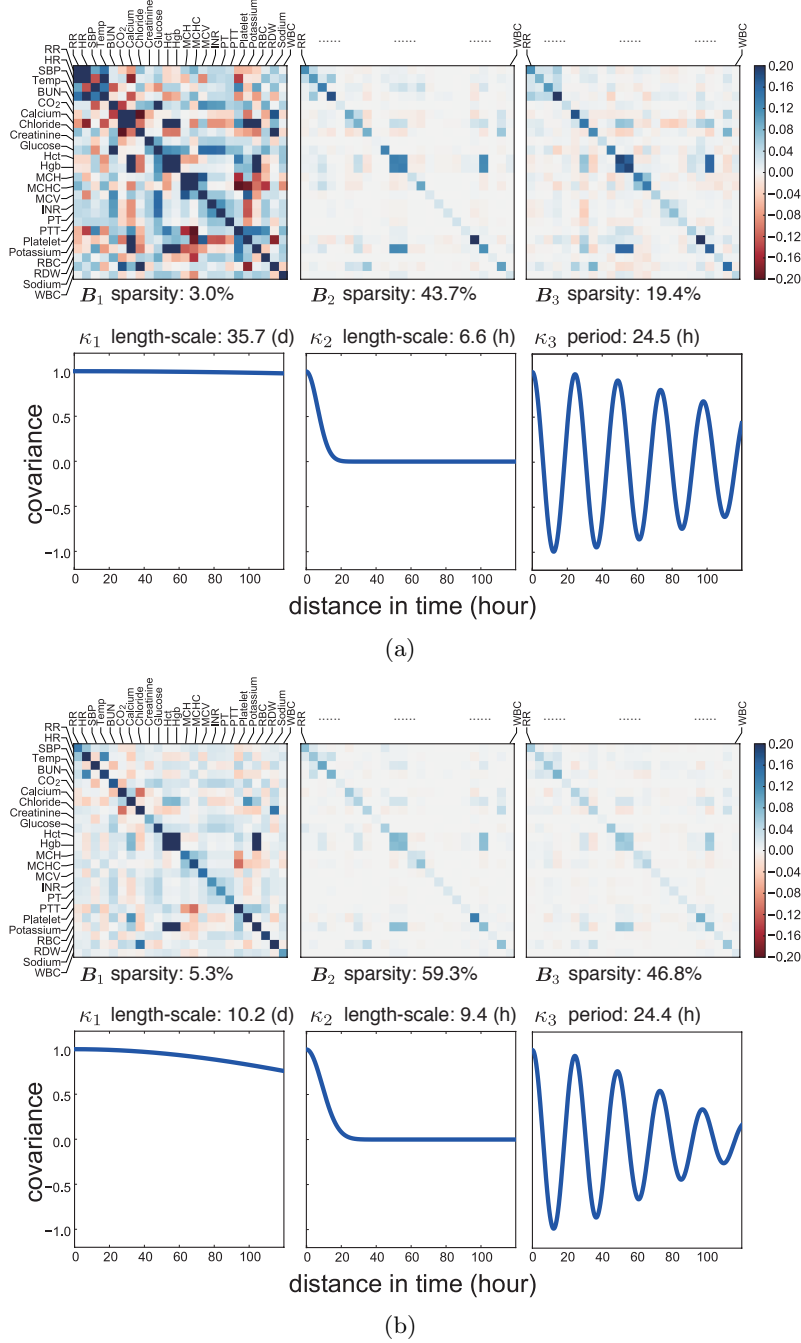 RR HR SBP Temp BUN CO2 Calcium Chloride Creatinine Glucose Hct Hgb MCH MCHC MCV INR PT PTT Platelet Potassium RBC RDW Sodium WBC
RR ...... ...... WBC
RR ...... ...... WBC
RR
HR
SBP
Temp
BUN
CO2
Calcium
Chloride
Creatinine
Glucose
Hct
Hgb
MCH
MCHC
MCV
INR
PT
PTT
Platelet
Potassium
RBC
RDW
Sodium
WBC
0.20
0.16
0.12
0.08
0.04
0.00
−0.04
−0.08
−0.12
−0.16
−0.20
B1 sparsity: 3.0%
B2 sparsity: 43.7%
B3 sparsity: 19.4%
κ1 length-scale: 35.7 (d)
κ2 length-scale: 6.6 (h)
κ3 period: 24.5 (h)
covariance
1.0
0.5
0.0
−0.5
−1.0
0 20 40 60 80 100
0 20 40 60 80 100
0 20 40 60 80 100
distance in time (hour)
(a)
RR HR SBP Temp BUN CO2 Calcium Chloride Creatinine Glucose Hct Hgb MCH MCHC MCV INR PT PTT Platelet Potassium RBC RDW Sodium WBC
RR ...... ...... WBC
RR ...... ...... WBC
RR
HR
SBP
Temp
BUN
CO2
Calcium
Chloride
Creatinine
Glucose
Hct
Hgb
MCH
MCHC
MCV
INR
PT
PTT
Platelet
Potassium
RBC
RDW
Sodium
WBC
0.20
0.16
0.12
0.08
0.04
0.00
−0.04
−0.08
−0.12
−0.16
−0.20
B1 sparsity: 5.3%
B2 sparsity: 59.3%
B3 sparsity: 46.8%
κ1 length-scale: 10.2 (d)
κ2 length-scale: 9.4 (h)
κ3 period: 24.4 (h)
covariance
1.0
0.5
0.0
−0.5
−1.0
0 20 40 60 80 100
0 20 40 60 80 100
0 20 40 60 80 100
distance in time (hour)
(b)